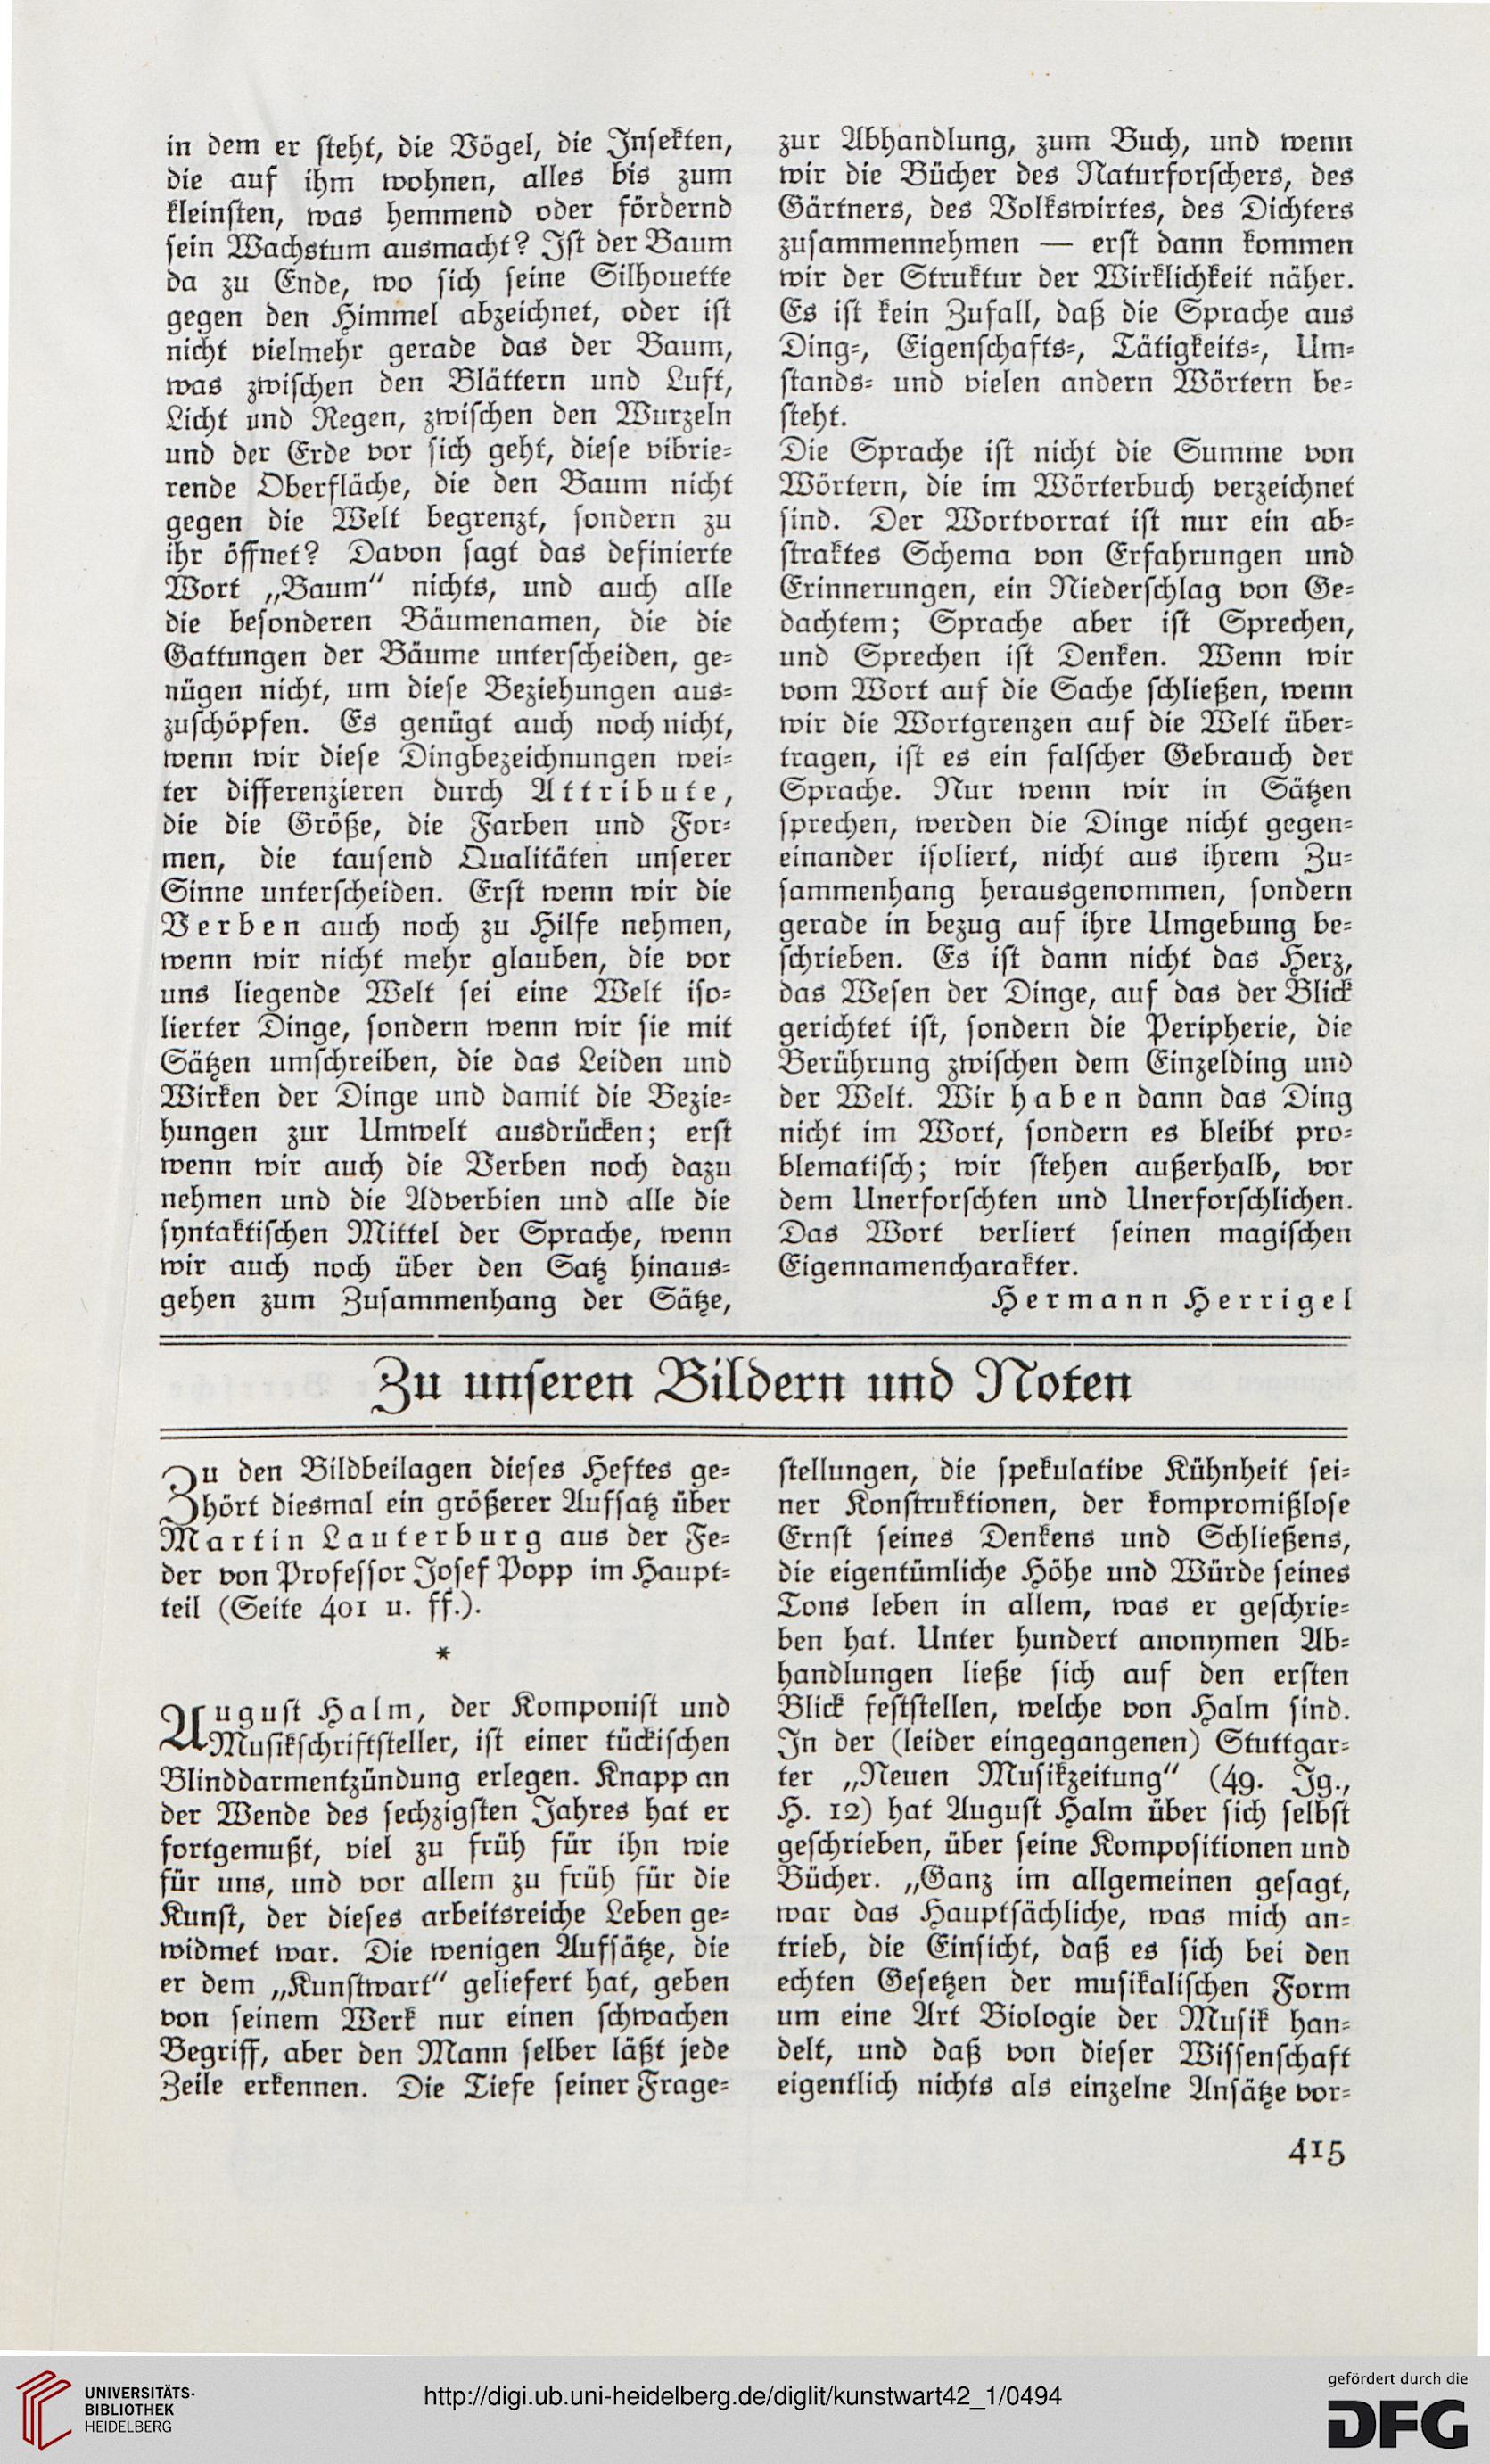 in dem er steht, die Vögel, die Insekten,
die auf ihm wohnen, alles bis zum
kleinsten, was hemmend oder fördernd
sein Wachstum ausmacht? Ist der Baum
da zu Ende, wo sich seine Silhouette
gegen den Himmel abzeichnet, oder ist
nicht vielmehr gerade das der Baum,
was zwischen den Blättern und Luft,
Licht und Regen, zwischen den Wurzeln
und der Erde vor sich geht, diese vibrie-
rende Oberfläche, die den Baum nicht
gegen die Welt begrenzt, sondern zu
ihr öffnet? Davon sagt das definierte
Wort „Baum“ nichts, und auch alle
die besonderen Bäumenamen, die die
Gattungen der Bäume unterscheiden, ge-
nügen nicht, um diese Beziehungen aus-
zuschöpfen. Es genügt auch noch nicht,
wenn wir diese Dingbezeichnungen wei-
ter differenzieren durch Attribute,
die die Größe, die Farben und For-
men, die tausend Qualitäten unserer
Sinne unterscheiden. Erst wenn wir die
Verben auch noch zu Hilfe nehmen,
wenn wir nicht mehr glauben, die vor
uns liegende Welt sei eine Welt iso-
lierter Dinge, sondern wenn wir sie mit
Sätzen umschreiben, die das Leiden und
Wirken der Dinge und damit die Bezie-
hungen zur Umwelt ausdrücken; erst
wenn wir auch die Verben noch dazu
nehmen und die Adverbien und alle die
syntaktischen Mittel der Sprache, wenn
wir auch noch über den Satz hinaus-
gehen zum Zusammenhang der Sätze,
zur Abhandlung, zum Buch, und wenn
wir die Bücher des Naturforschers, des
Gärtners, des Volkswirtes, des Dichters
zusammennehmen — erst dann kommen
wir der Struktur der Wirklichkeit näher.
Es ist kein Zufall, daß die Sprache aus
Ding-, Eigenschafts-, Tätigkeits-, Um-
stands- und vielen andern Wörtern be-
steht.
Die Sprache ist nicht die Summe von
Wörtern, die im Wörterbuch verzeichnet
sind. Der Wortvorrat ist nur ein ab-
straktes Schema von Erfahrungen und
Erinnerungen, ein Niederschlag von Ge-
dachtem; Sprache aber ist Sprechen,
und Sprechen ist Denken. Wenn wir
vom Wort auf die Sache schließen, wenn
wir die Wortgrenzen auf die Welt über-
tragen, ist es ein falscher Gebrauch der
Sprache. Nur wenn wir in Sätzen
sprechen, werden die Dinge nicht gegen-
einander isoliert, nicht aus ihrem Zu-
sammenhang herausgenommen, sondern
gerade in bezug auf ihre Umgebung be-
schrieben. Es ist dann nicht das Herz,
das Wesen der Dinge, auf das der Blick
gerichtet ist, sondern die Peripherie, die
Berührung zwischen dem Einzelding und
der Welt. Wir haben dann das Ding
nicht im Wort, sondern es bleibt pro-
blematisch; wir stehen außerhalb, vor
dem Unerforschten und Unerforschlichen.
Das Wort verliert seinen magischen
Eigennamencharakter.
Hermann Herrigel
Zu unseren Bildern und Noten
Zu den Bildbeilagen dieses Heftes ge-
hört diesmal ein größerer Aufsatz über
Martin Lauterburg aus der Fe-
der von Professor Josef Popp im Haupt-
teil (Seite 401 u. ff.).
*
August Halm, der Komponist und
Musikschriftsteller, ist einer tückischen
Blinddarmentzündung erlegen. Knapp an
der Wende des sechzigsten Jahres hat er
fortgemußt, viel zu früh für ihn wie
für uns, und vor allem zu früh für die
Kunst, der dieses arbeitsreiche Leben ge-
widmet war. Die wenigen Aufsätze, die
er dem „Kunstwart“ geliefert hat, geben
von seinem Werk nur einen schwachen
Begriff, aber den Mann selber läßt jede
Zeile erkennen. Die Tiefe seiner Frage-
stellungen, die spekulative Kühnheit sei-
ner Konstruktionen, der kompromißlose
Ernst seines Denkens und Schließens,
die eigentümliche Höhe und Würde seines
Tons leben in allem, was er geschrie-
ben hat. Unter hundert anonymen Ab-
handlungen ließe sich auf den ersten
Blick feststellen, welche von Halm sind.
In der (leider eingegangenen) Stuttgar-
ter „Neuen Musikzeitung“ (49. Jg.,
H. 12) hat August Halm über sich selbst
geschrieben, über seine Kompositionen und
Bücher. „Ganz im allgemeinen gesagt,
war das Hauptsächliche, was mich an-
trieb, die Einsicht, daß es sich bei den
echten Gesetzen der musikalischen Form
um eine Art Biologie der Musik han-
delt, und daß von dieser Wissenschaft
eigentlich nichts als einzelne Ansätze vor-
415
UNIVERSITÄTS-
BIBLIOTHEK
HEIDELBERG
http://digi.ub.uni-heidelberg.de/diglit/kunstwart42_1/0494
gefördert durch die
DFG